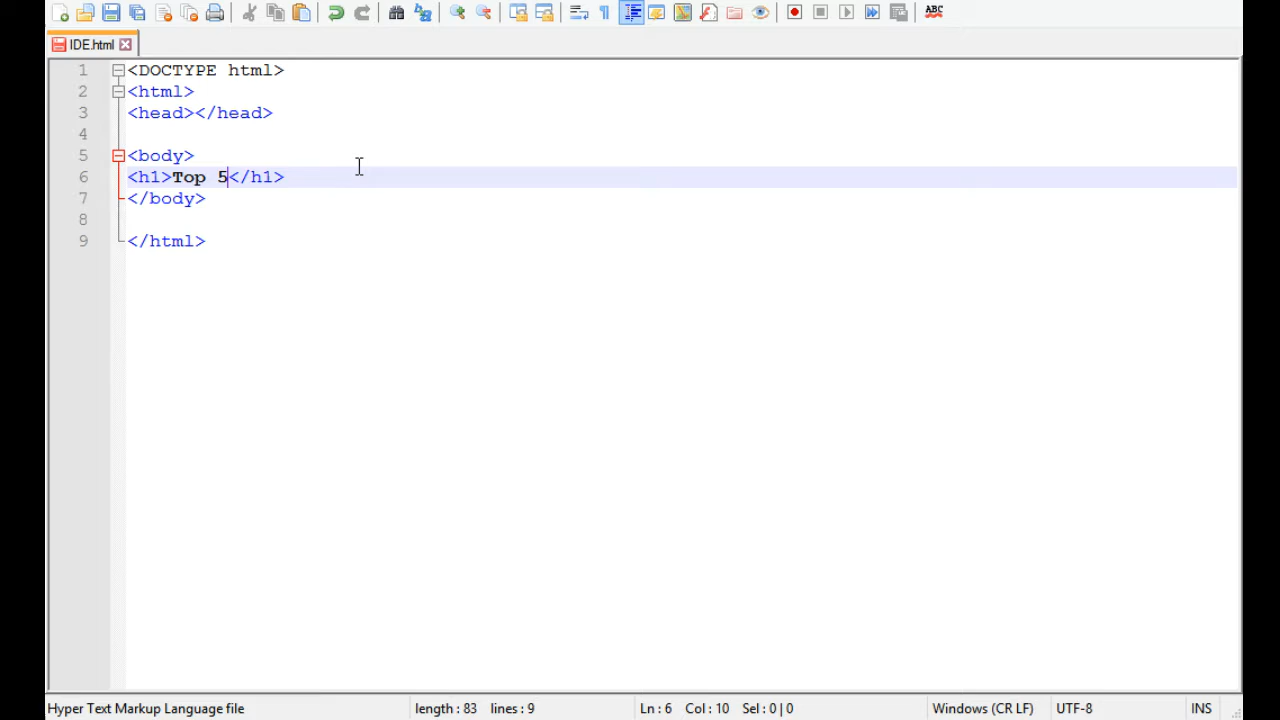 ABC
IDE.html
1 <DOCTYPE html>
2 <html>
3 <head></head>
4
5 <body>
6 <h1>Top 5</h1>
7 </body>
8
9 </html>
Hyper Text Markup Language file length : 83 lines : 9 Ln : 6 Col : 10 Sel : 0 | 0 Windows (CR LF) UTF-8 INS